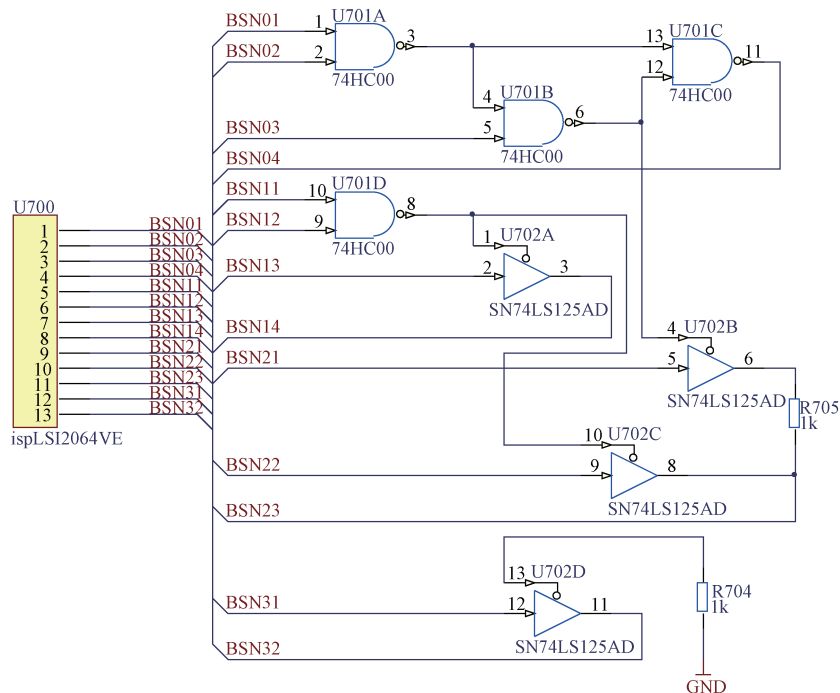 BSN01
1
U701A
3
74HC00
BSN02
2
13
U701C
11
12
74HC00
4
U701B
6
BSN03
5
74HC00
BSN04
BSN11
10
U701D
8
BSN12
9
74HC00
U700
1
BSN01
2
BSN02
3
BSN03
4
BSN04
5
BSN11
6
BSN12
7
BSN13
8
BSN14
9
BSN21
10
BSN22
11
BSN23
12
BSN31
13
BSN32
ispLSI2064VE
1
U702A
BSN13
2
3
SN74LS125AD
BSN14
4
U702B
BSN21
5
6
SN74LS125AD
R705
1k
10
U702C
BSN22
9
8
SN74LS125AD
BSN23
13
U702D
BSN31
12
11
SN74LS125AD
BSN32
R704
1k
GND